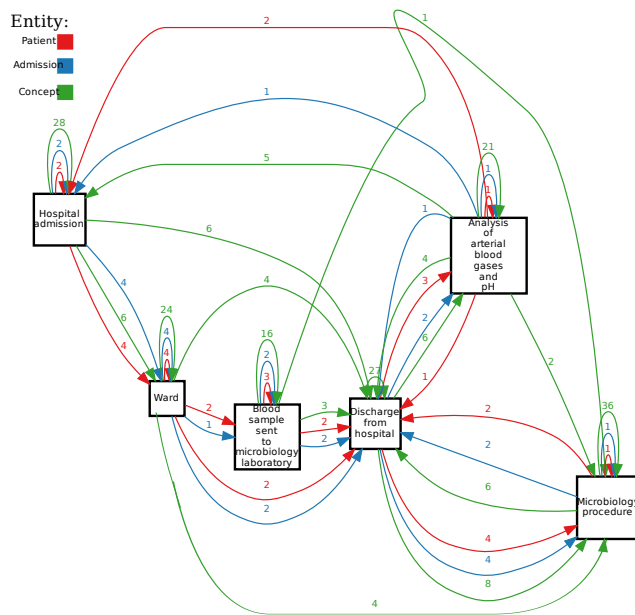 Entity:
Patient
Admission
Concept
2
1
1
5
28
2
2
21
1
1
Hospital
admission
Analysis
of
arterial
blood
gases
and
pH
6
1
4
3
4
4
2
6
6
24
4
4
4
16
2
3
27
1
2
4
Ward
2
1
Blood
sample
sent
to
microbiology
laboratory
3
2
2
Discharge
from
hospital
2
2
6
36
1
1
Microbiology
procedure
2
2
1
4
4
8
4